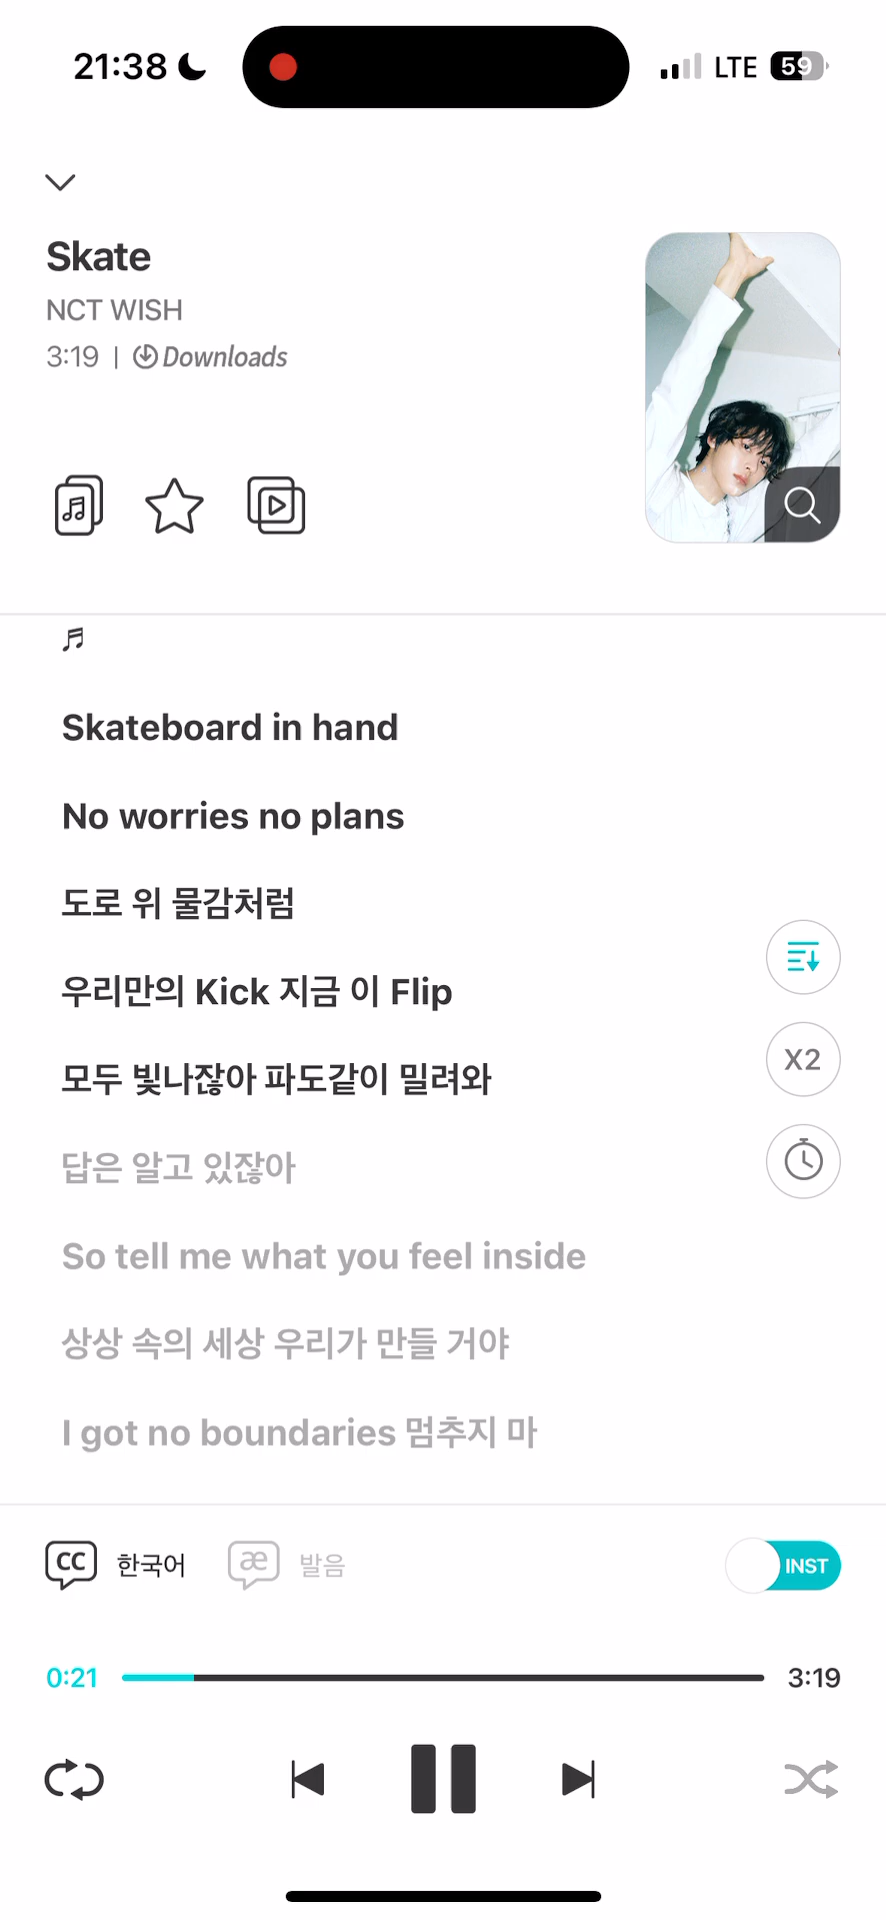 21:38
LTE
59
Skate
NCT WISH
3:19 | Downloads
Skateboard in hand
No worries no plans
도로 위 물감처럼
우리만의 Kick 지금 이 Flip
모두 빛나잖아 파도같이 밀려와
답은 알고 있잖아
So tell me what you feel inside
상상 속의 세상 우리가 만들 거야
I got no boundaries 멈추지 마
X2
CC 한국어
æ 발음
INST
0:21
3:19